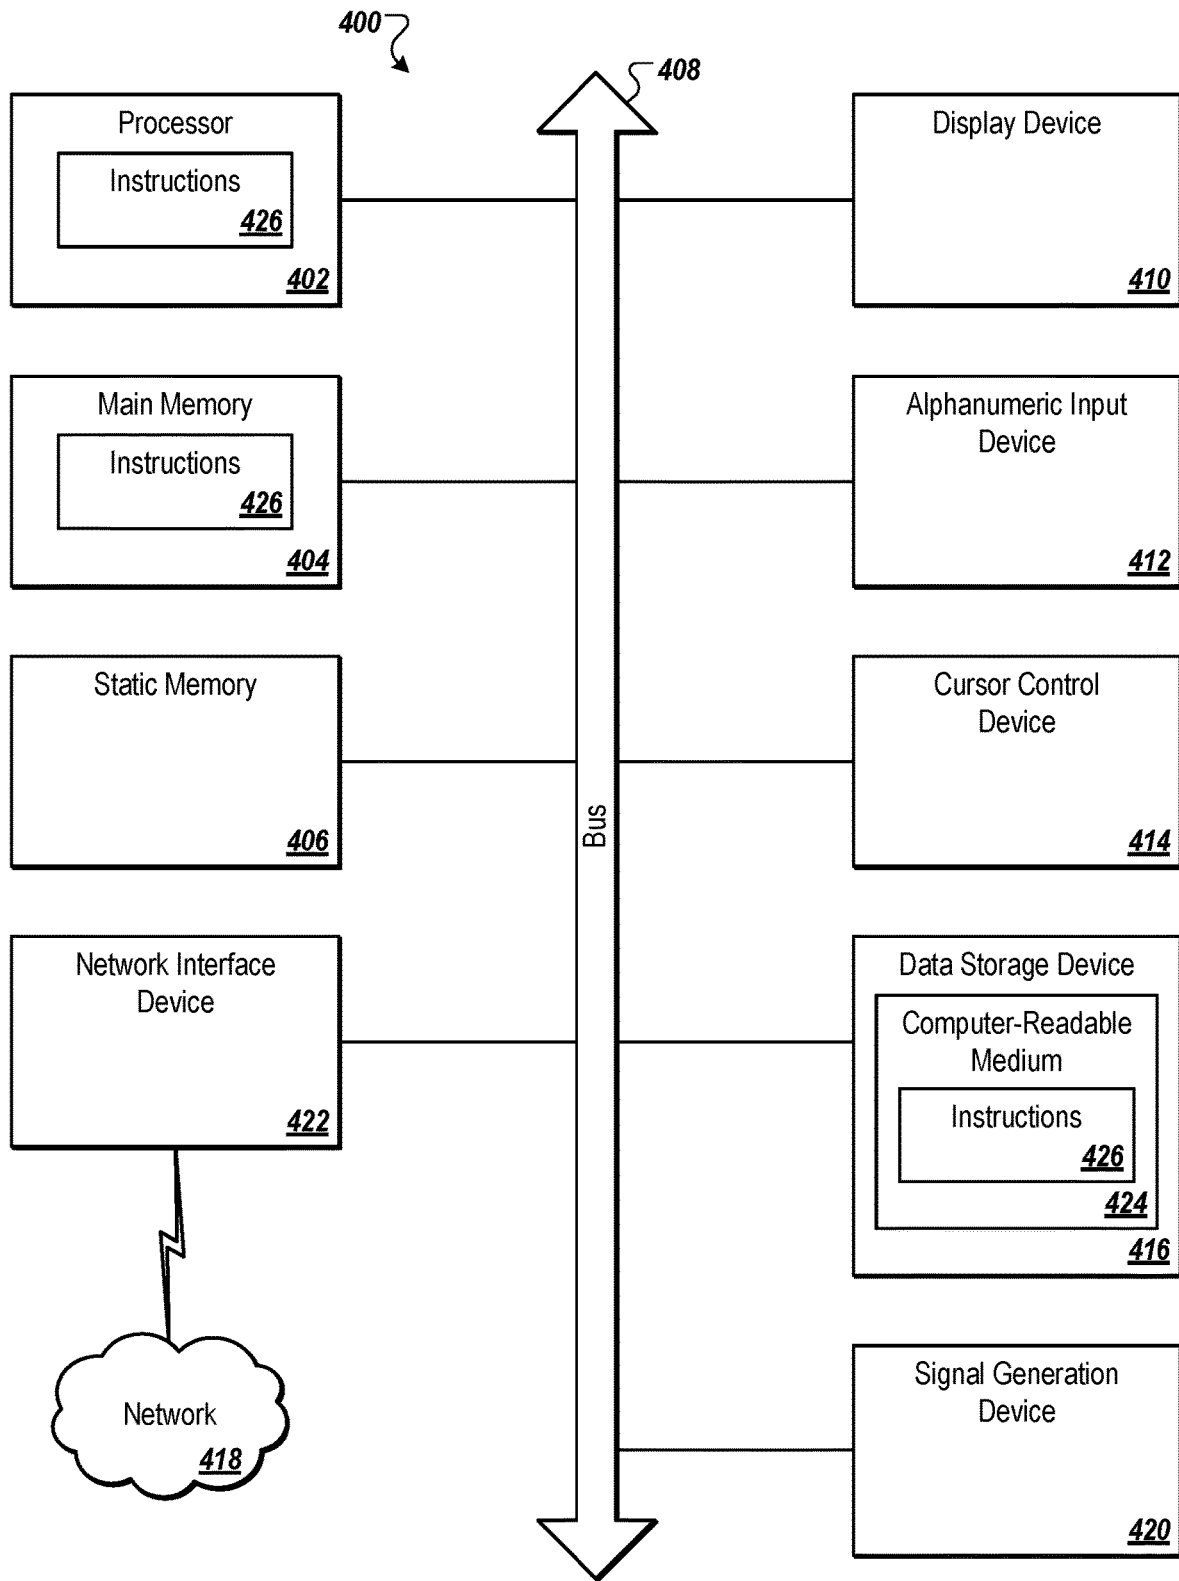 400
408
Processor
Instructions
426
402
Display Device
410
Main Memory
Instructions
426
404
Alphanumeric Input
Device
412
Static Memory
406
Cursor Control
Device
414
Bus
Network Interface
Device
422
Data Storage Device
Computer-Readable
Medium
Instructions
426
424
416
Network
418
Signal Generation
Device
420